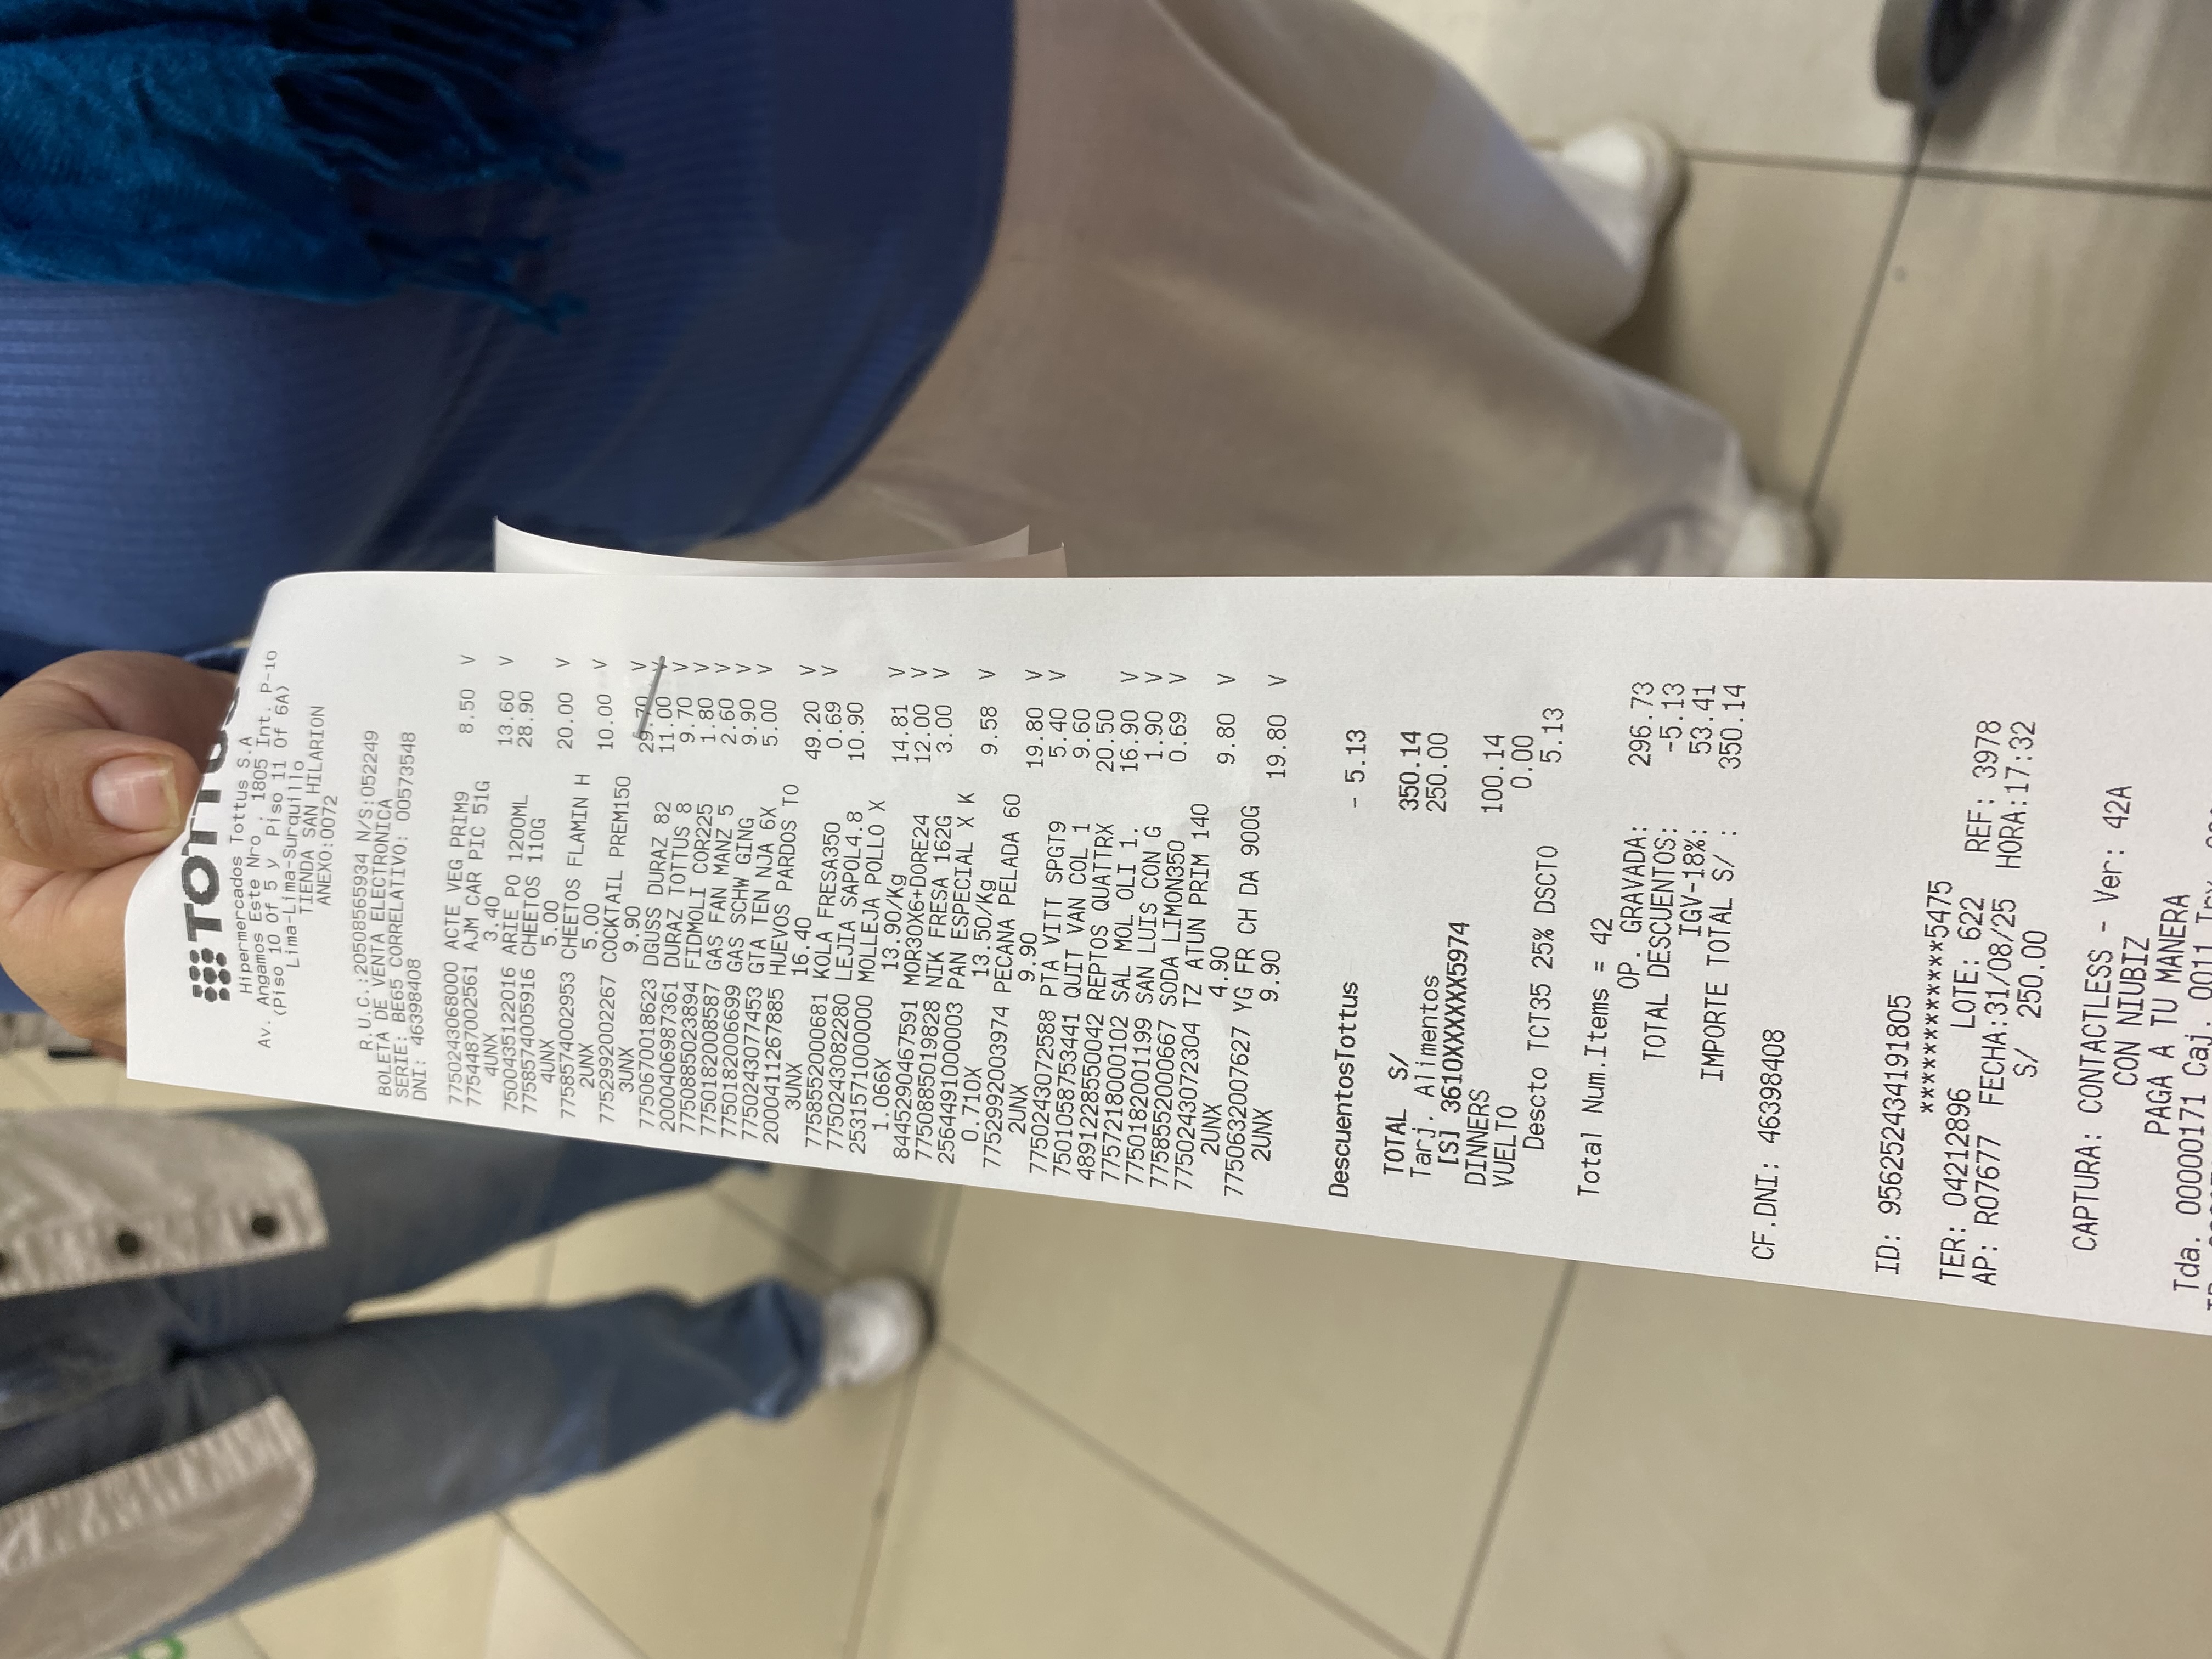 TOTTUS
Hipermercados Tottus S.A
Av. Angamos Este Nro . 1805 Int. P-10
(Piso 10 Of 5 y Piso 11 Of 6A)
Lima-Lima-Surquillo
TIENDA SAN HILARION
ANEXO:0072
R.U.C.:20508565934 N/S:052249
BOLETA DE VENTA ELECTRONICA
SERIE: BE65 CORRELATIVO: 00573548
DNI: 46398408
7750243068000 ACTE VEG PRIM9 8.50 V
7754487002561 AJM CAR PIC 51G
4UNX 3.40 13.60 V
7500435122016 ARIE PO 1200ML 28.90
7758574005916 CHEETOS 110G
4UNX 5.00 20.00 V
7758574002953 CHEETOS FLAMIN H
2UNX 5.00 10.00 V
7752992002267 COCKTAIL PREM150
3UNX 9.90 29.70 V
7750670018623 DGUSS DURAZ 82 11.00 V
2000406987361 DURAZ TOTTUS 8 9.70 V
7750885023894 FIDMOLI COR225 1.80 V
7750182008587 GAS FAN MANZ 5 2.60 V
7750182006699 GAS SCHW GING 9.90 V
7750243077453 GTA TEN NJA 6X 5.00 V
2000411267885 HUEVOS PARDOS TO
3UNX 16.40 49.20 V
7758552000681 KOLA FRESA350 0.69 V
7750243082280 LEJIA SAPOL4.8 10.90
2531571000000 MOLLEJA POLLO X
1.066X 13.90/Kg 14.81 V
8445290467591 MOR30X6+DORE24 12.00 V
7750885019828 NIK FRESA 162G 3.00 V
2564491000003 PAN ESPECIAL X K
0.710X 13.50/Kg 9.58 V
7752992003974 PECANA PELADA 60
2UNX 9.90 19.80 V
7750243072588 PTA VITT SPGT9 5.40 V
7501058753441 QUIT VAN COL 1 9.60
4891228550042 REPTOS QUATTRX 20.50
7757218000102 SAL MOL OLI 1. 16.90 V
7750182001199 SAN LUIS CON G 1.90 V
7758552000667 SODA LIMON350 0.69 V
7750243072304 TZ ATUN PRIM 140
2UNX 4.90 9.80 V
7750632007627 YG FR CH DA 900G
2UNX 9.90 19.80 V
DescuentosTottus - 5.13
TOTAL S/ 350.14
Tarj. Alimentos 250.00
[S] 3610XXXXXX5974
DINNERS 100.14
VUELTO 0.00
Descto TCT35 25% DSCTO 5.13
Total Num.Items = 42
OP. GRAVADA: 296.73
TOTAL DESCUENTOS: -5.13
IGV-18%: 53.41
IMPORTE TOTAL S/ : 350.14
CF.DNI: 46398408
ID: 956252434191805
************5475
TER: 04212896 LOTE: 622 REF: 3978
AP: R07677 FECHA:31/08/25 HORA:17:32
S/ 250.00
CAPTURA: CONTACTLESS - Ver: 42A
CON NIUBIZ
PAGA A TU MANERA
Tda. 00000171 Caj. 0011